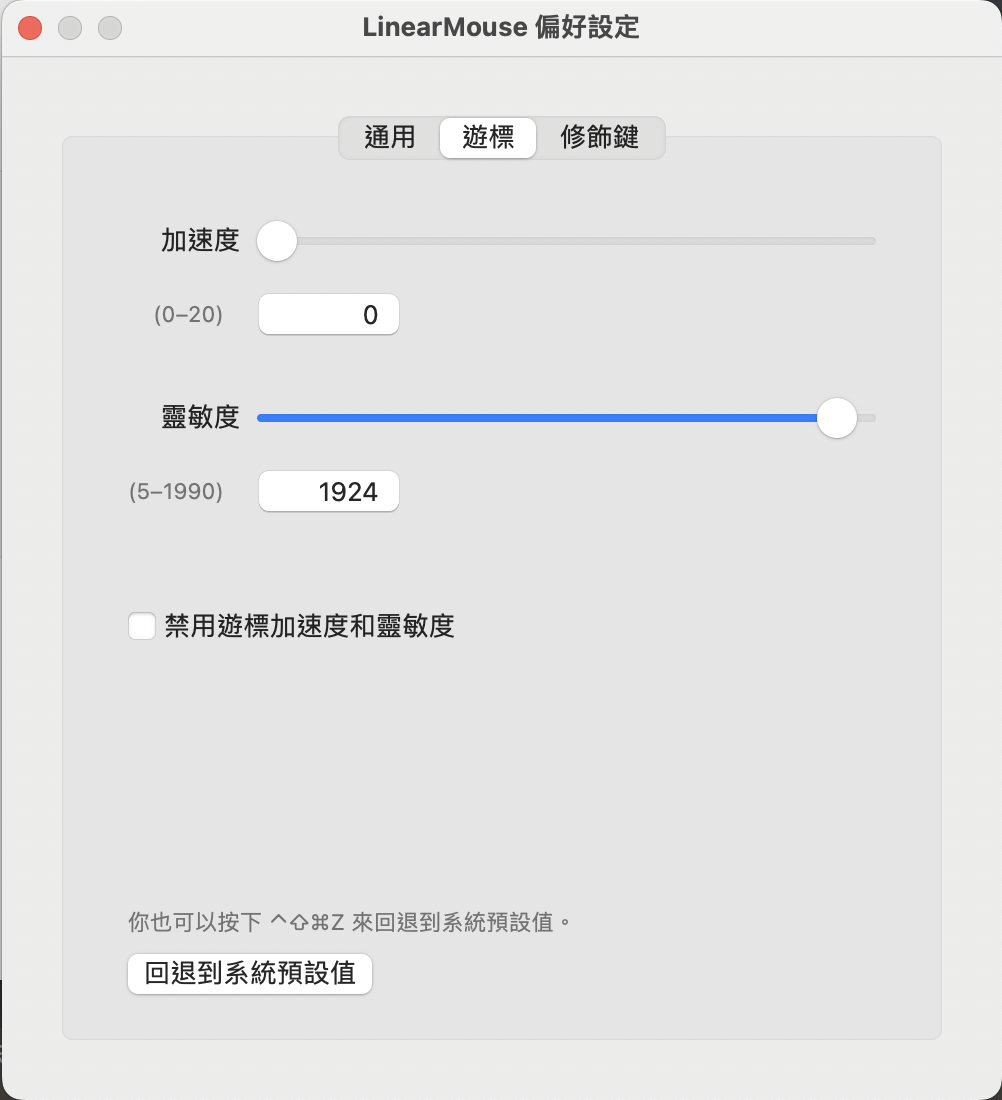 LinearMouse 偏好設定
通用 遊標 修飾鍵
加速度
(0–20) 0
靈敏度
(5–1990) 1924
禁用遊標加速度和靈敏度
你也可以按下 ^⇧⌘Z 來回退到系統預設值。
回退到系統預設值